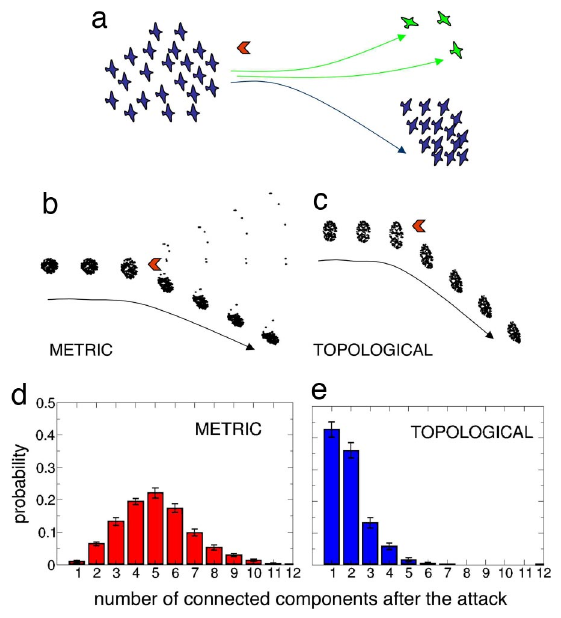 a
b
c
METRIC
TOPOLOGICAL
d
e
0.5
0.4
0.3
0.2
0.1
0
probability
METRIC
TOPOLOGICAL
1 2 3 4 5 6 7 8 9 10 11 12
1 2 3 4 5 6 7 8 9 10 11 12
number of connected components after the attack